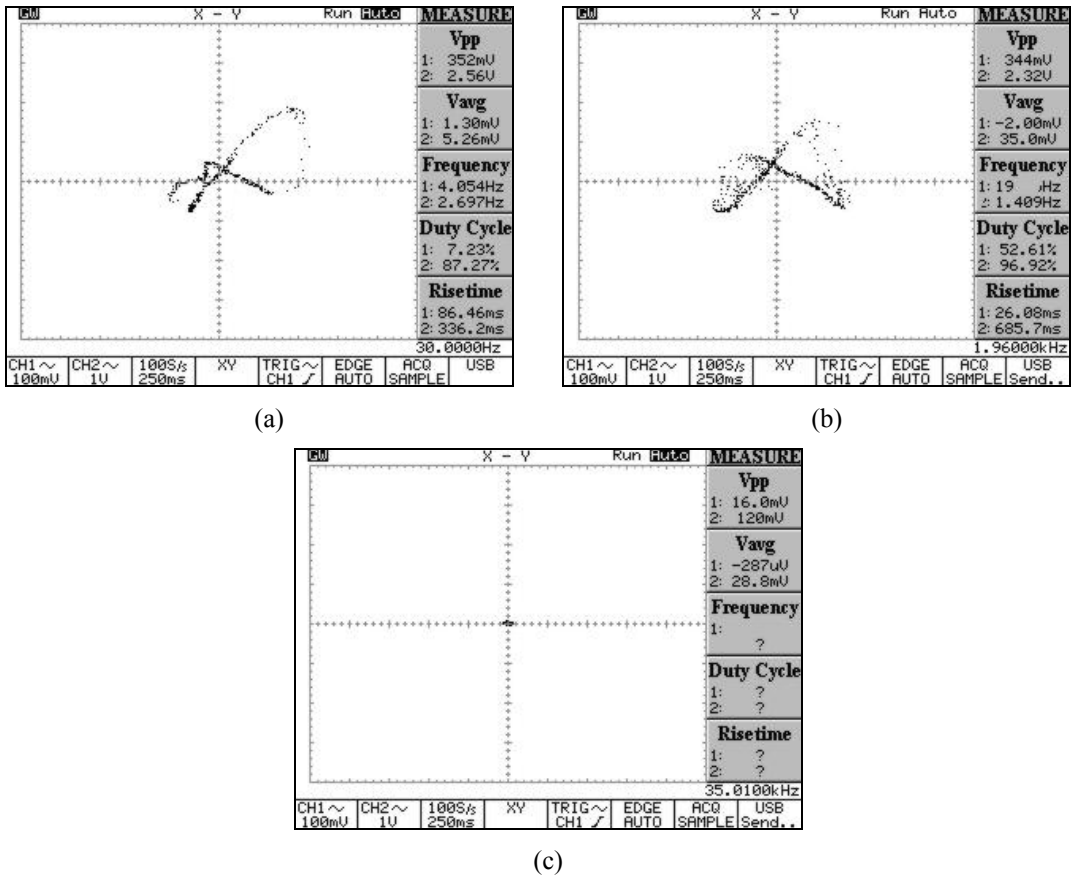 GW X - Y Run Auto MEASURE
Vpp
1: 352mV
2: 2.56V
Vavg
1: 1.30mV
2: 5.26mV
Frequency
1: 4.054Hz
2: 2.697Hz
Duty Cycle
1: 7.23%
2: 87.27%
Risetime
1: 86.46ms
2: 336.2ms
30.0000Hz
CH1 ~ CH2 ~ 100S/s XY TRIG ~ EDGE ACQ USB
100mV 1V 250ms CH1 AUTO SAMPLE
(a)
GW X - Y Run Auto MEASURE
Vpp
1: 344mV
2: 2.32V
Vavg
1: -2.00mV
2: 35.0mV
Frequency
1: 19 Hz
2: 1.409Hz
Duty Cycle
1: 52.61%
2: 96.92%
Risetime
1: 26.08ms
2: 685.7ms
1.96000kHz
CH1 ~ CH2 ~ 100S/s XY TRIG ~ EDGE ACQ USB
100mV 1V 250ms CH1 AUTO SAMPLE Send..
(b)
GW X - Y Run Auto MEASURE
Vpp
1: 16.0mV
2: 120mV
Vavg
1: -287uV
2: 28.8mV
Frequency
1:
?
Duty Cycle
1: ?
2: ?
Risetime
1: ?
2: ?
35.0100kHz
CH1 ~ CH2 ~ 100S/s XY TRIG ~ EDGE ACQ USB
100mV 1V 250ms CH1 AUTO SAMPLE Send..
(c)